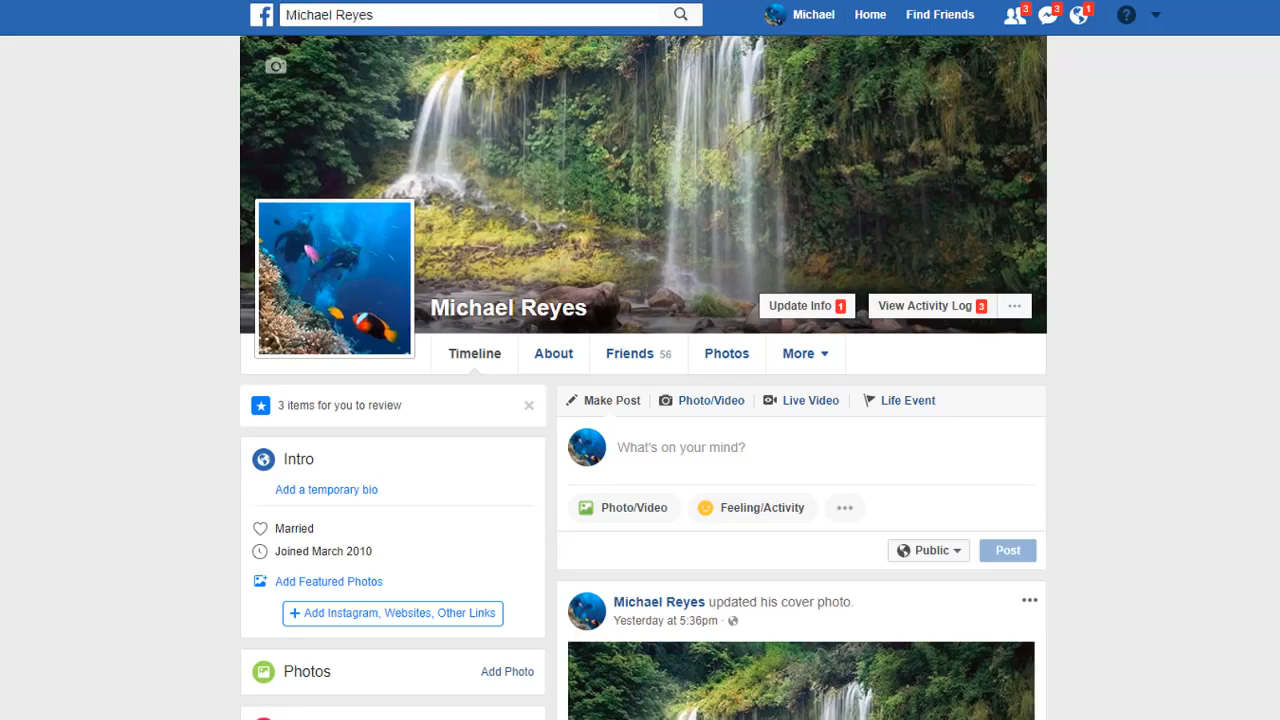 f Michael Reyes Michael Home Find Friends 3 3 1 ?
Michael Reyes Update Info 1 View Activity Log 3 ...
Timeline About Friends 56 Photos More
3 items for you to review
Intro
Add a temporary bio
Married
Joined March 2010
Add Featured Photos
+ Add Instagram, Websites, Other Links
Photos Add Photo
Make Post Photo/Video Live Video Life Event
What's on your mind?
Photo/Video Feeling/Activity ...
Public Post
Michael Reyes updated his cover photo. ...
Yesterday at 5:36pm ·